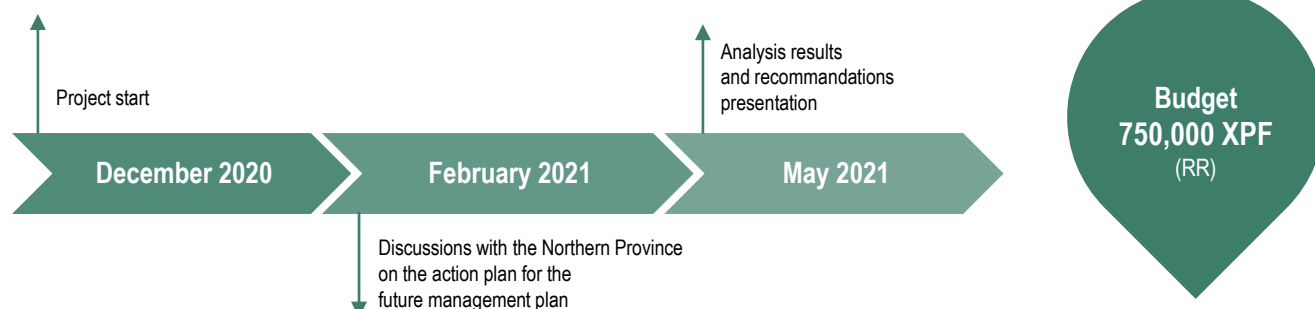 Project start
Analysis results
and recommandations
presentation
Budget
750,000 XPF
(RR)
December 2020
February 2021
May 2021
Discussions with the Northern Province
on the action plan for the
future management plan